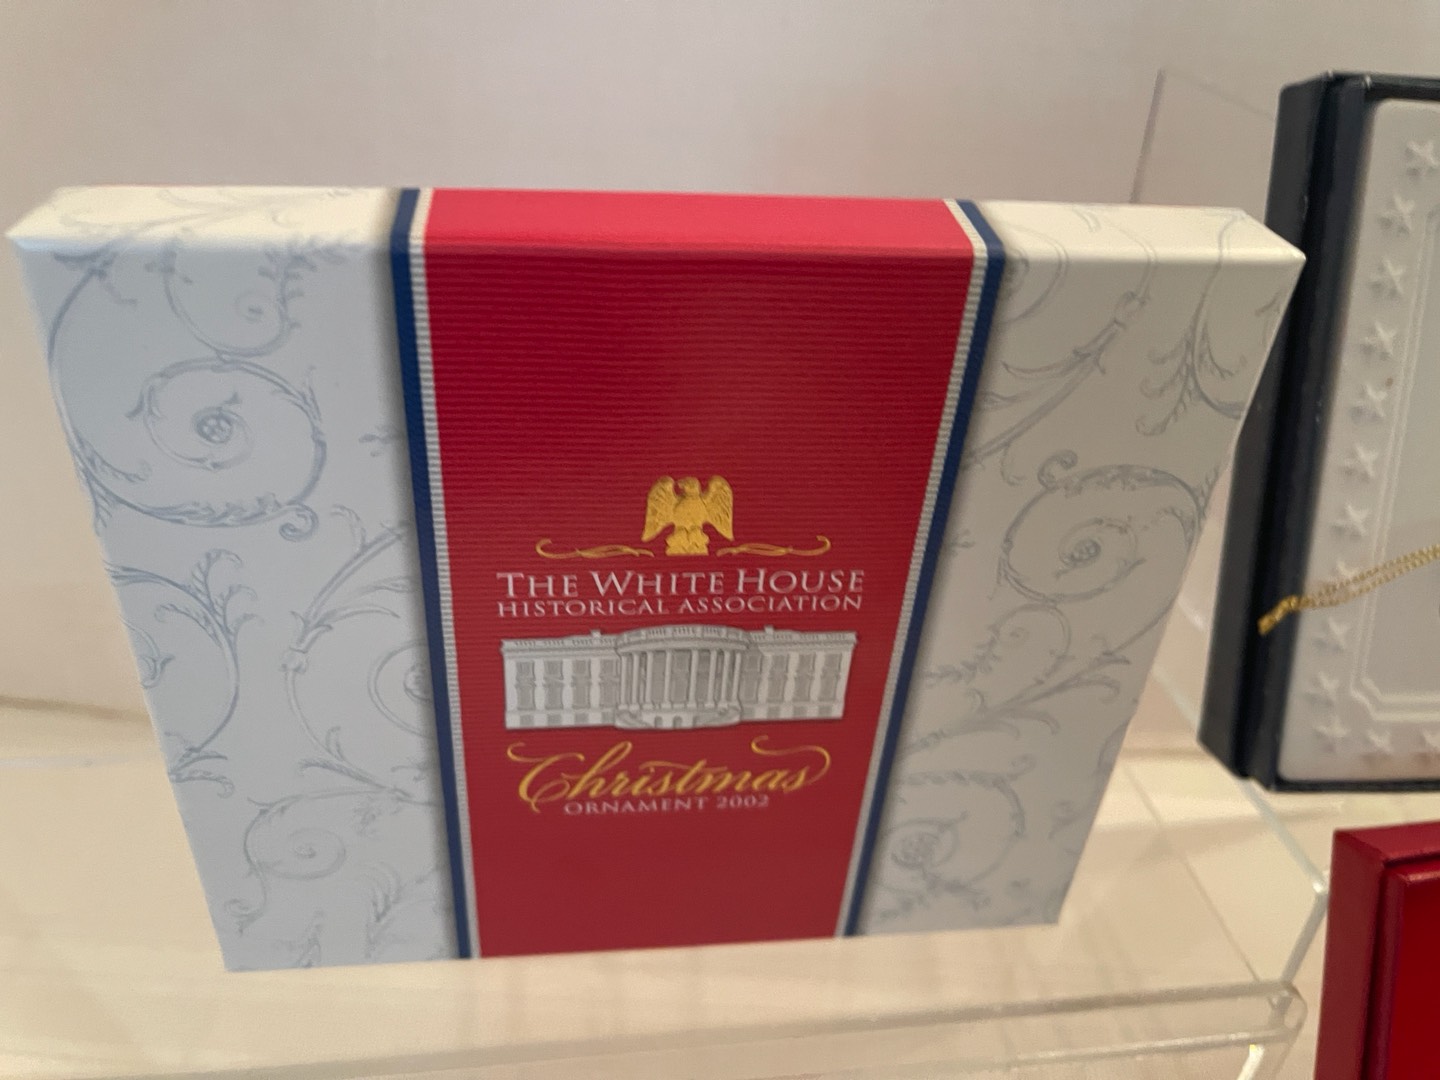 THE WHITE HOUSE
HISTORICAL ASSOCIATION
Christmas
ORNAMENT 2002